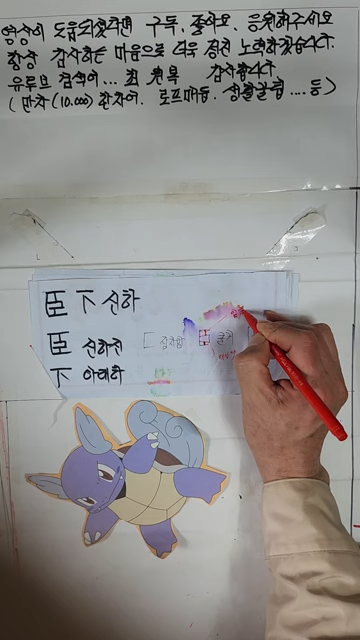 영상이 도움되셨다면 구독, 좋아요, 응원해주시오
항상 감사하는 마음으로 더욱 정진 노력하겠습니다.
유튜브 검색어... 최 감사합니다.
(만자(10,000) 한자어. 로프매듭. 생활꿀팁 .... 등)
臣下 신하
臣 신하신
下 아래하